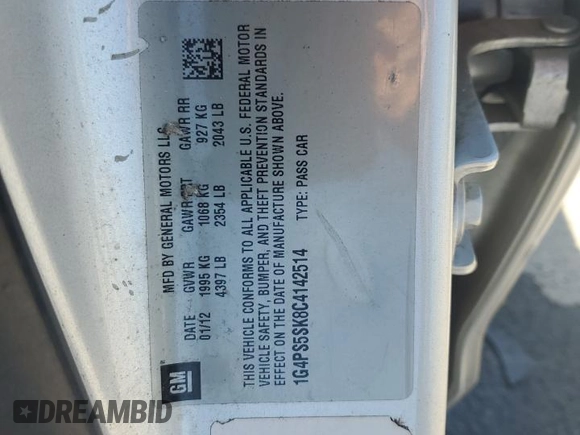 MFD BY GENERAL MOTORS LLC
DATE GVWR GAWR FRT GAWR RR
01/12 1995 KG 1068 KG 927 KG
4397 LB 2354 LB 2043 LB
THIS VEHICLE CONFORMS TO ALL APPLICABLE U.S. FEDERAL MOTOR
VEHICLE SAFETY, BUMPER, AND THEFT PREVENTION STANDARDS IN
EFFECT ON THE DATE OF MANUFACTURE SHOWN ABOVE.
1G4PS5SK8C4142514 TYPE: PASS CAR
GM
DREAMBID